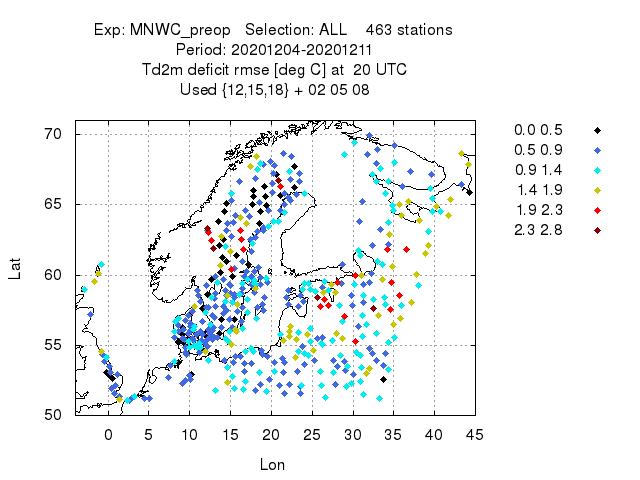 Exp: MNWC_preop   Selection: ALL    463 stations
Period: 20201204-20201211
Td2m deficit rmse [deg C] at  20 UTC
Used {12,15,18} + 02 05 08
0.0 0.5
0.5 0.9
0.9 1.4
1.4 1.9
1.9 2.3
2.3 2.8
Lat
70
65
60
55
50
0 5 10 15 20 25 30 35 40 45
Lon